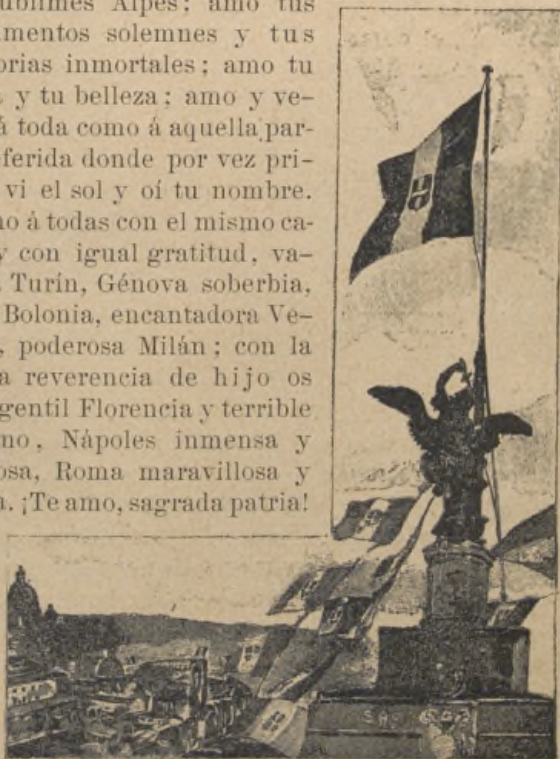 sublimes Alpes; amo tus
mentos solemnes y tus
orias inmortales; amo tu
y tu belleza; amo y ve-
á toda como á aquella par-
ferida donde por vez pri-
vi el sol y oí tu nombre.
no á todas con el mismo ca-
y con igual gratitud, va-
Turín, Génova soberbia,
Bolonia, encantadora Ve-
, poderosa Milán; con la
a reverencia de hijo os
gentil Florencia y terrible
mo, Nápoles inmensa y
osa, Roma maravillosa y
a. ¡Te amo, sagrada patria!